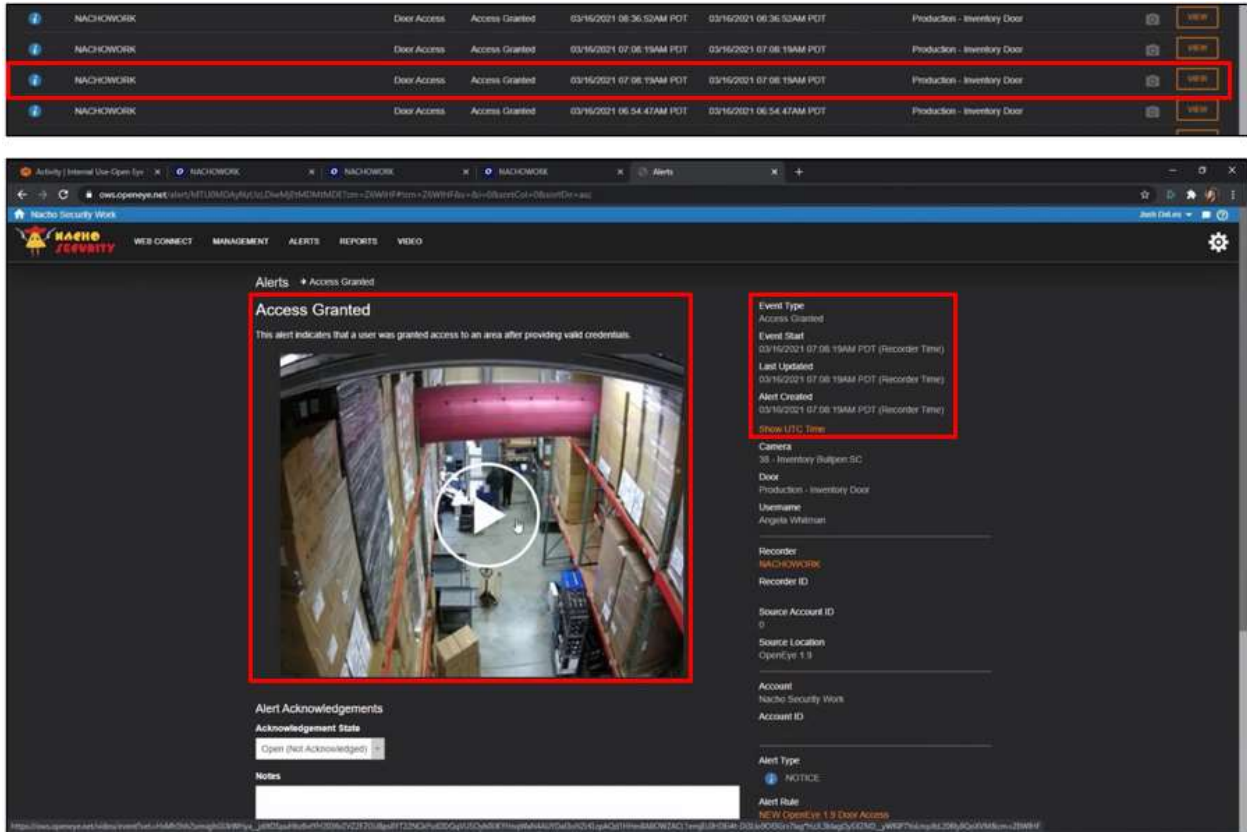 NACHOWORK Door Access Access Granted 03/16/2021 08:36:52AM PDT 03/16/2021 08:36:52AM PDT Production - Inventory Door VIEW
NACHOWORK Door Access Access Granted 03/16/2021 07:08:19AM PDT 03/16/2021 07:08:19AM PDT Production - Inventory Door VIEW
NACHOWORK Door Access Access Granted 03/16/2021 07:08:19AM PDT 03/16/2021 07:08:19AM PDT Production - Inventory Door VIEW
NACHOWORK Door Access Access Granted 03/16/2021 06:54:47AM PDT 03/16/2021 06:54:47AM PDT Production - Inventory Door VIEW
Activity | Internal Use-Open Eye NACHOWORK NACHOWORK NACHOWORK Alerts
ows.openeye.net
Nacho Security Work
NACHO SECURITY WEB CONNECT MANAGEMENT ALERTS REPORTS VIDEO
Alerts Access Granted
Access Granted
This alert indicates that a user was granted access to an area after providing valid credentials.
Event Type
Access Granted
Event Start
03/16/2021 07:08:19AM PDT (Recorder Time)
Last Updated
03/16/2021 07:08:19AM PDT (Recorder Time)
Alert Created
03/16/2021 07:08:19AM PDT (Recorder Time)
Show UTC Time
Camera
38 - Inventory Bullpen SC
Door
Production - Inventory Door
Username
Angela Whitman
Recorder
NACHOWORK
Recorder ID
Source Account ID
0
Source Location
OpenEye 1.9
Account
Nacho Security Work
Account ID
Alert Type
NOTICE
Alert Rule
NEW OpenEye 1.9 Door Access
Alert Acknowledgements
Acknowledgement State
Open (Not Acknowledged)
Notes